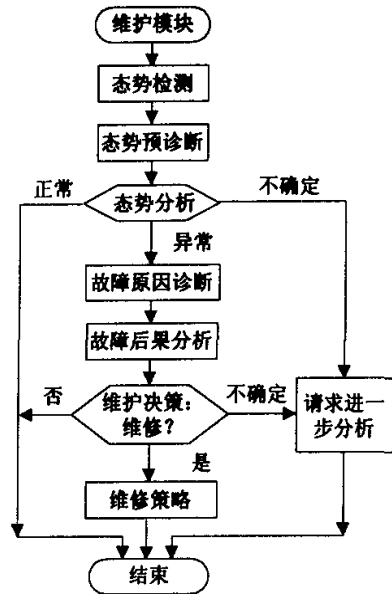 维护模块
态势检测
态势预诊断
正常
态势分析
不确定
异常
故障原因诊断
故障后果分析
否
维护决策：
维修？
不确定
请求进一
步分析
是
维修策略
结束